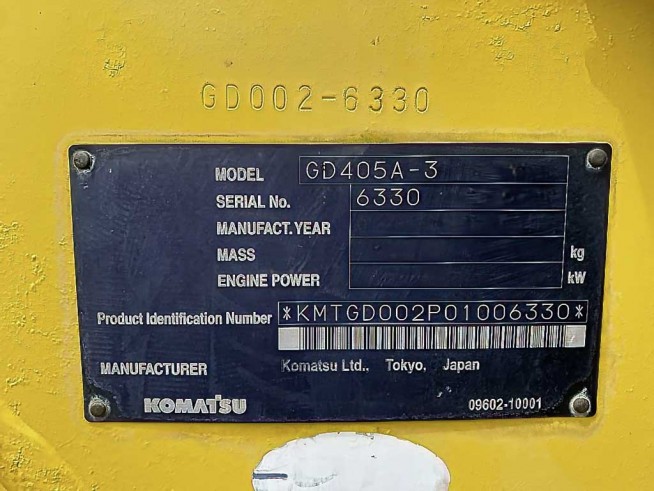 GD002-6330
MODEL GD405A-3
SERIAL No. 6330
MANUFACT. YEAR
MASS kg
ENGINE POWER kW
Product Identification Number *KMTGD002P01006330*
MANUFACTURER Komatsu Ltd., Tokyo, Japan
KOMATSU 09602-10001